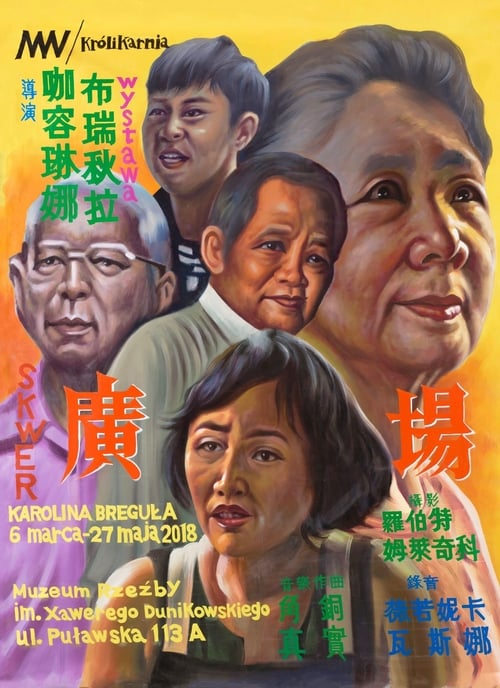 MNW/Królikarnia
wystawa
導演
咖容琳娜
布瑞秋拉
SKWER
廣場
KAROLINA BREGUŁA
6 marca-27 maja 2018
攝影
羅伯特
姆萊奇科
Muzeum Rzeźby
im. Xawerego Dunikowskiego
ul. Puławska 113 A
音樂作曲
角銅
真實
錄音
薇若妮卡
瓦斯娜